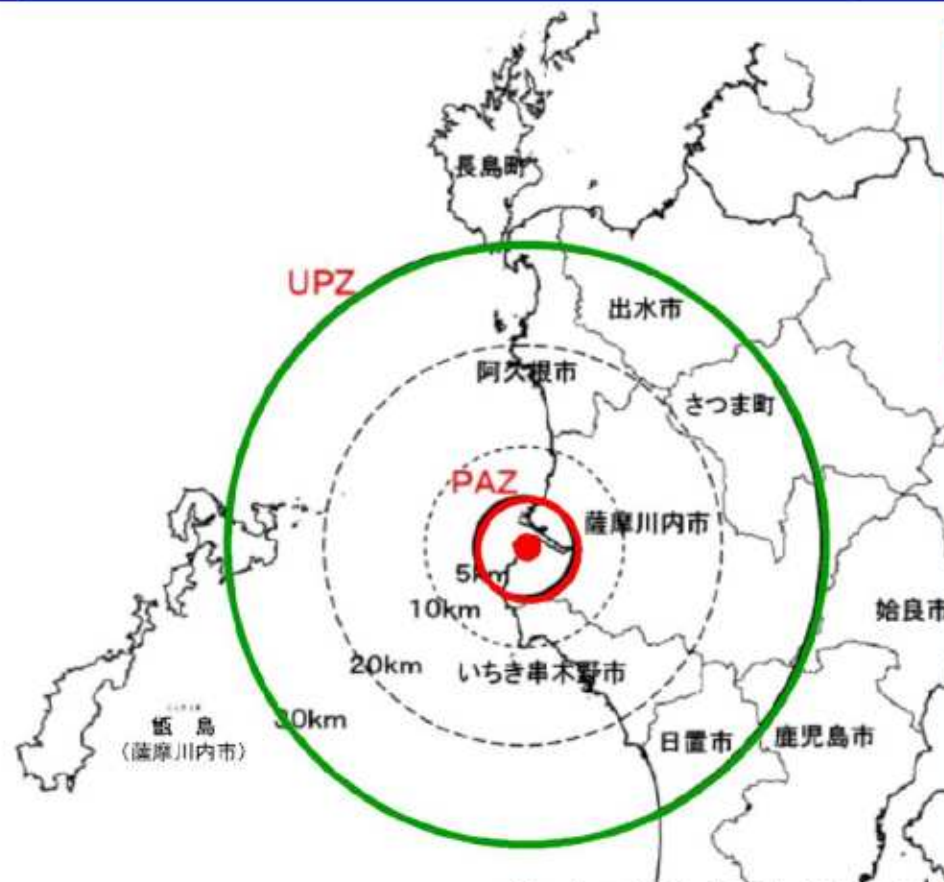 長島町
UPZ
出水市
阿久根市
さつま町
PAZ
薩摩川内市
5km
10km
姶良市
20km
いちき串木野市
30km
甑島
(薩摩川内市)
日置市
鹿児島市